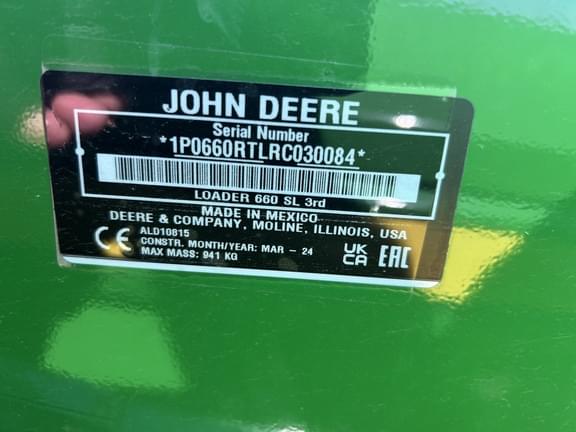 JOHN DEERE
Serial Number
*1P0660RTLRC030084*
LOADER 660 SL 3rd
MADE IN MEXICO
DEERE & COMPANY, MOLINE, ILLINOIS, USA
ALD10815
CONSTR. MONTH/YEAR: MAR - 24
MAX MASS: 941 KG
CE
UK
CA
EAC